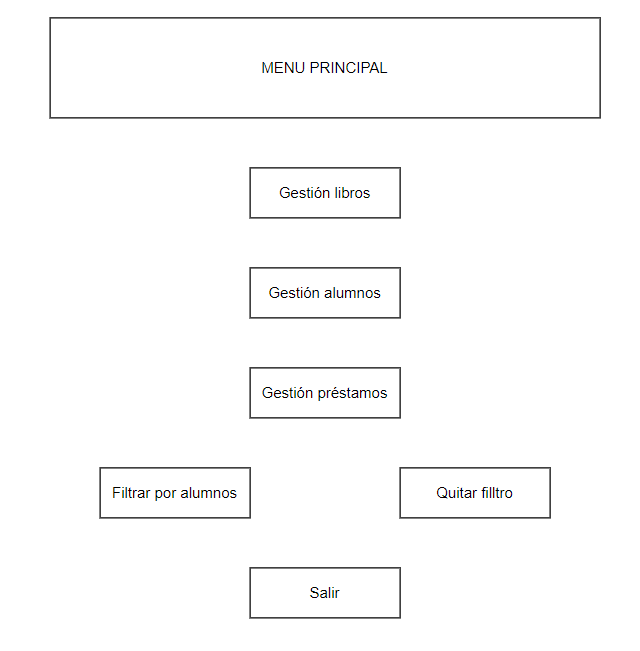 MENU PRINCIPAL
Gestión libros
Gestión alumnos
Gestión préstamos
Filtrar por alumnos
Quitar filltro
Salir